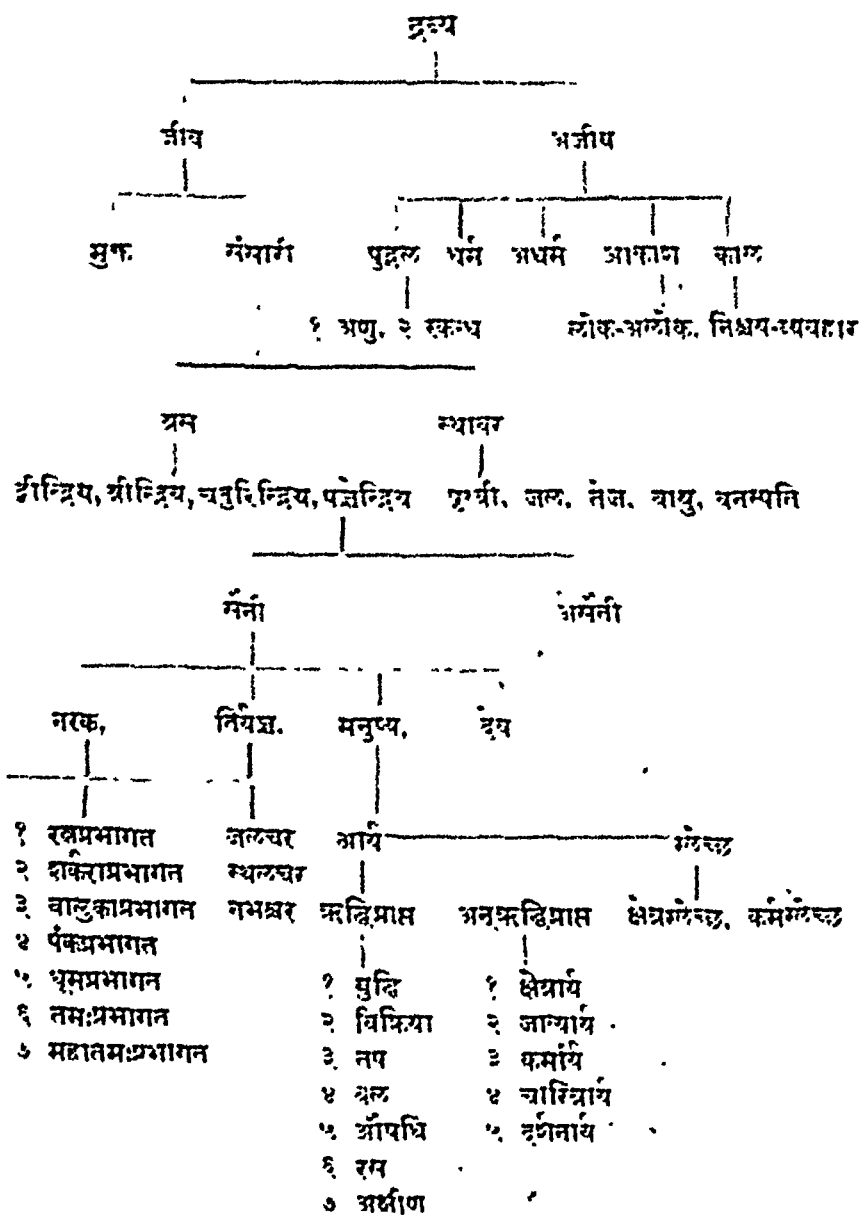 द्रव्य
जीव अजीव
मुक्त संसारी पुद्गल धर्म अधर्म आकाश काल
१ अणु. २ स्कन्ध लोक-अलोक. निश्चय-व्यवहार
त्रस स्थावर
द्वीन्द्रिय, त्रीन्द्रिय, चतुरिन्द्रिय, पञ्चेन्द्रिय पृथ्वी. जल. तेज. वायु, वनस्पति
सैनी असैनी
नरक, तिर्यञ्च. मनुष्य, देव
१ रत्नप्रभागत जलचर आर्य म्लेच्छ
२ शर्कराप्रभागत स्थलचर
३ वालुकाप्रभागत नभश्चर ऋद्धिप्राप्त अनऋद्धिप्राप्त क्षेत्रम्लेच्छ, कर्मम्लेच्छ
४ पंकप्रभागत
५ धूमप्रभागत १ बुद्धि १ क्षेत्रार्य
६ तमःप्रभागत २ विक्रिया २ जात्यार्य
७ महातमःप्रभागत ३ तप ३ कर्मार्य
४ बल ४ चारित्रार्य
५ औषधि ५ दर्शनार्य
६ रस
७ अक्षीण